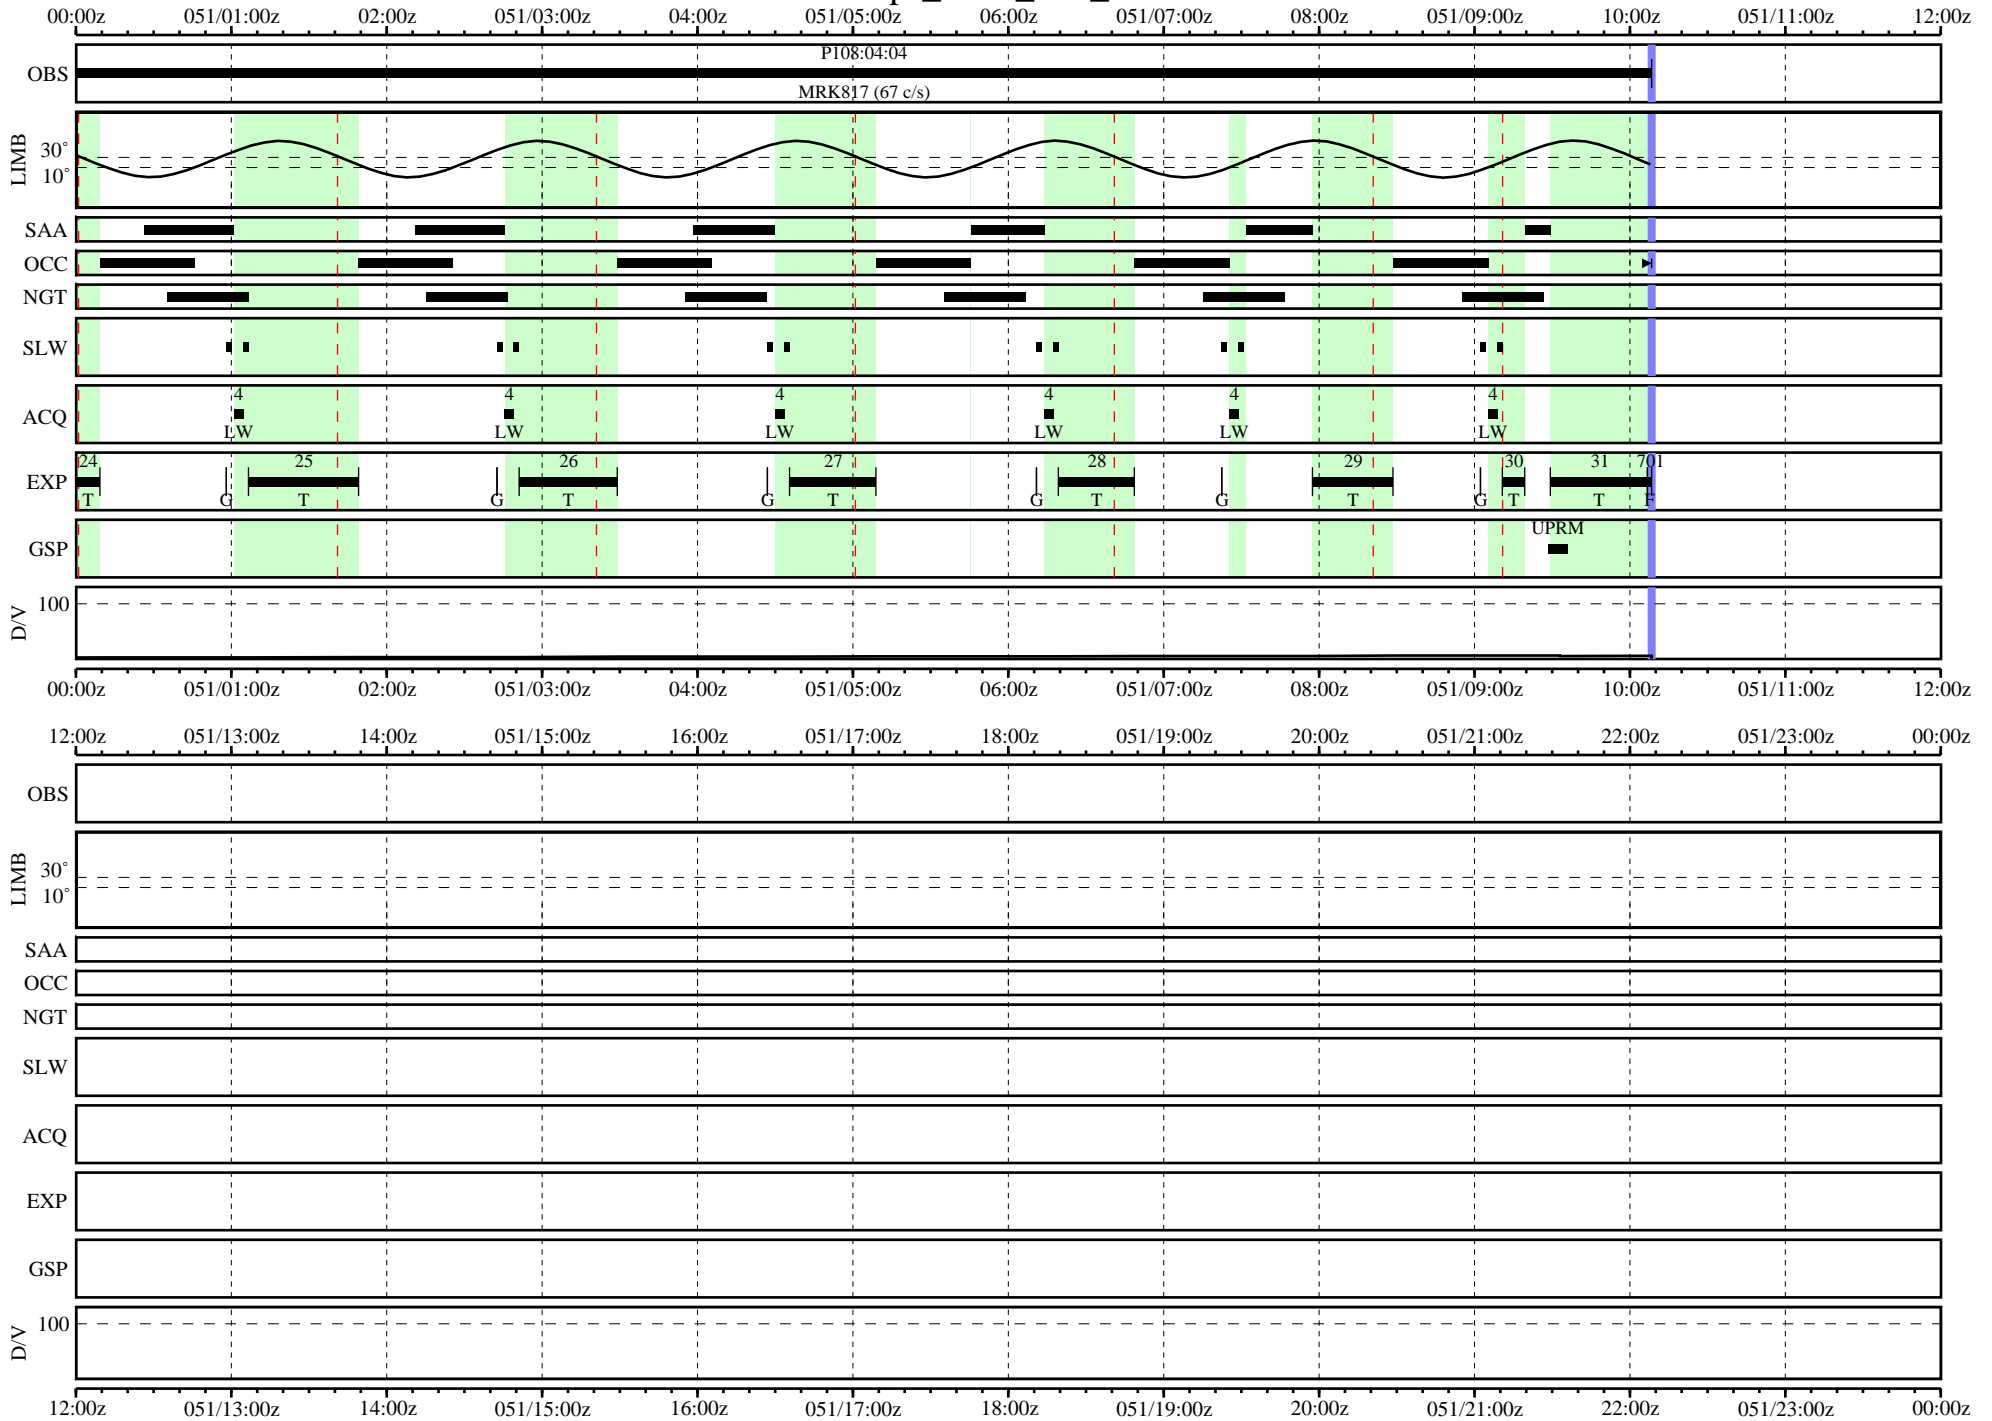 00:00z 051/01:00z 02:00z 051/03:00z 04:00z 051/05:00z 06:00z 051/07:00z 08:00z 051/09:00z 10:00z 051/11:00z 12:00z
OBS
P108:04:04
MRK817 (67 c/s)
LIMB
30°
10°
SAA
OCC
NGT
SLW
ACQ
4 4 4 4 4 4
LW LW LW LW LW LW
EXP
24 25 26 27 28 29 30 31 701
T G T G T G T G T G T G T T F
GSP
UPRM
D/V
100
00:00z 051/01:00z 02:00z 051/03:00z 04:00z 051/05:00z 06:00z 051/07:00z 08:00z 051/09:00z 10:00z 051/11:00z 12:00z
12:00z 051/13:00z 14:00z 051/15:00z 16:00z 051/17:00z 18:00z 051/19:00z 20:00z 051/21:00z 22:00z 051/23:00z 00:00z
OBS
LIMB
30°
10°
SAA
OCC
NGT
SLW
ACQ
EXP
GSP
D/V
100
12:00z 051/13:00z 14:00z 051/15:00z 16:00z 051/17:00z 18:00z 051/19:00z 20:00z 051/21:00z 22:00z 051/23:00z 00:00z